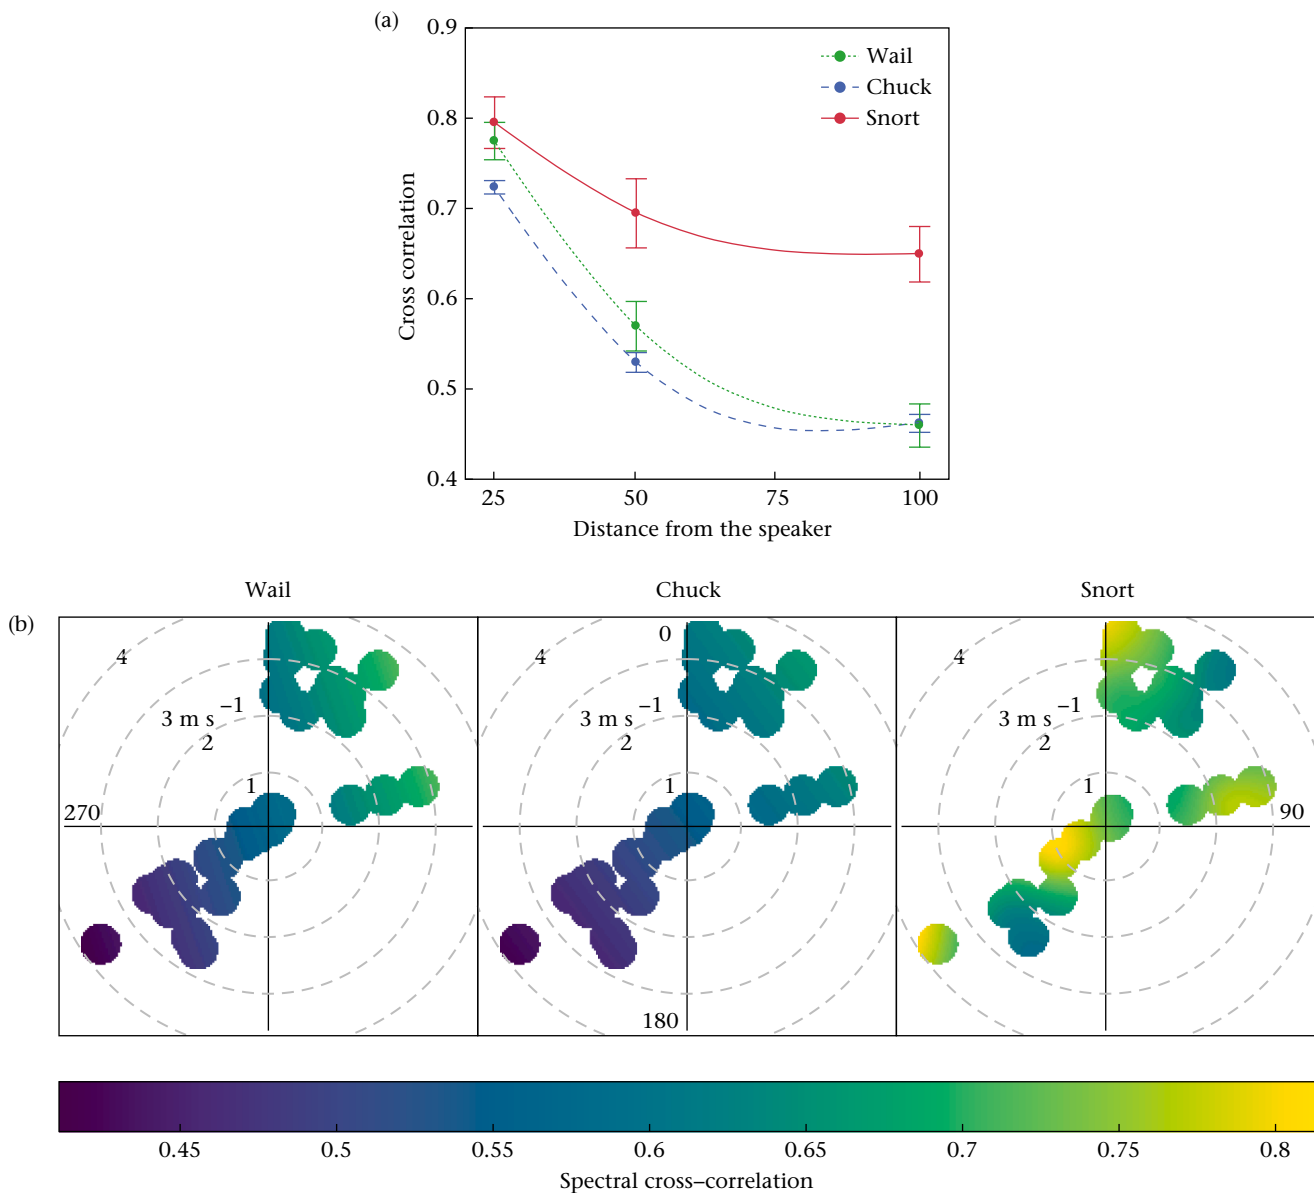 (a)
0.9
0.8
0.7
0.6
0.5
0.4
Cross correlation
Wail
Chuck
Snort
25 50 75 100
Distance from the speaker
(b)
Wail Chuck Snort
4
3 m s −1
2
1
270
0
4
3 m s −1
2
1
180
4
3 m s −1
2
1
90
0.45 0.5 0.55 0.6 0.65 0.7 0.75 0.8
Spectral cross–correlation